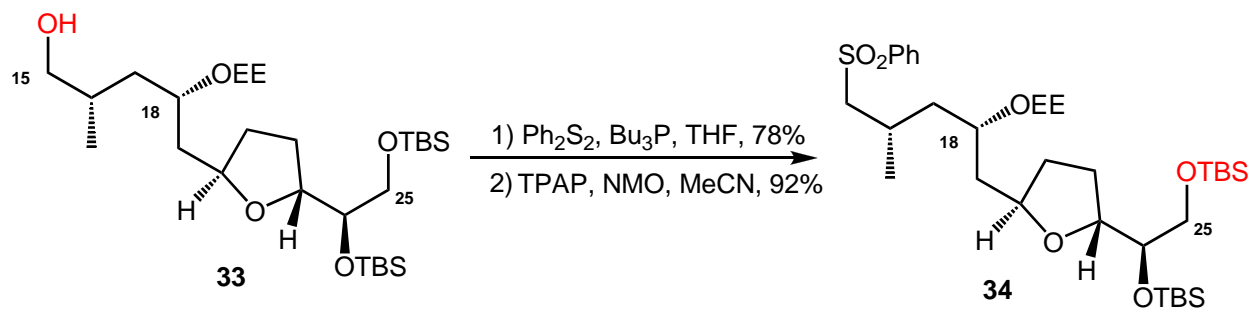 OH
15
OEE
18
O
H
H
OTBS
25
OTBS
33
1) Ph₂S₂, Bu₃P, THF, 78%
2) TPAP, NMO, MeCN, 92%
SO₂Ph
OEE
18
O
H
H
OTBS
25
OTBS
34